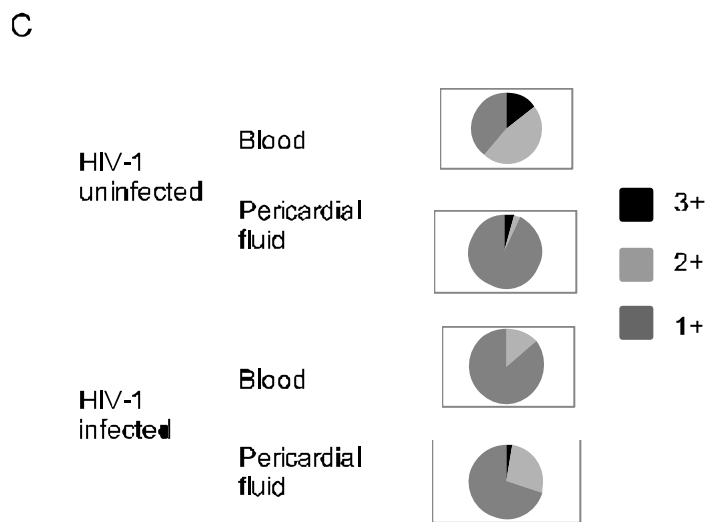 C
HIV-1
uninfected
Blood
Pericardial
fluid
HIV-1
infected
Blood
Pericardial
fluid
3+
2+
1+